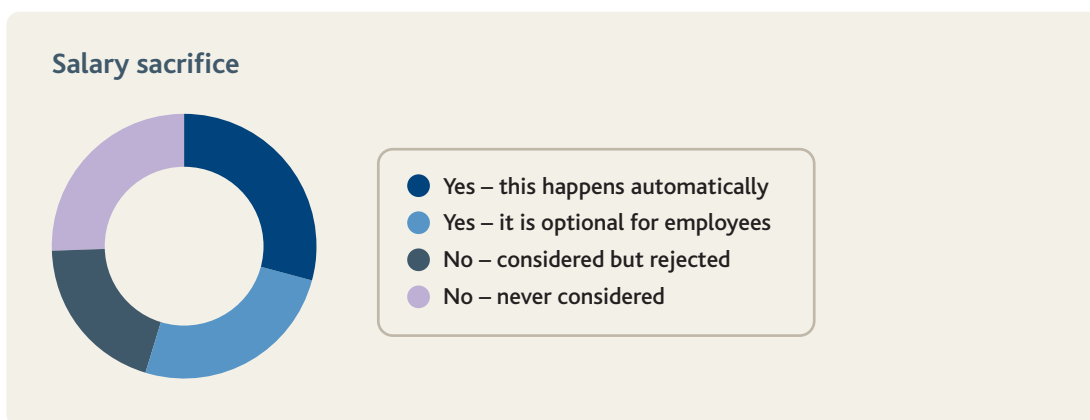 Salary sacrifice
Yes – this happens automatically
Yes – it is optional for employees
No – considered but rejected
No – never considered